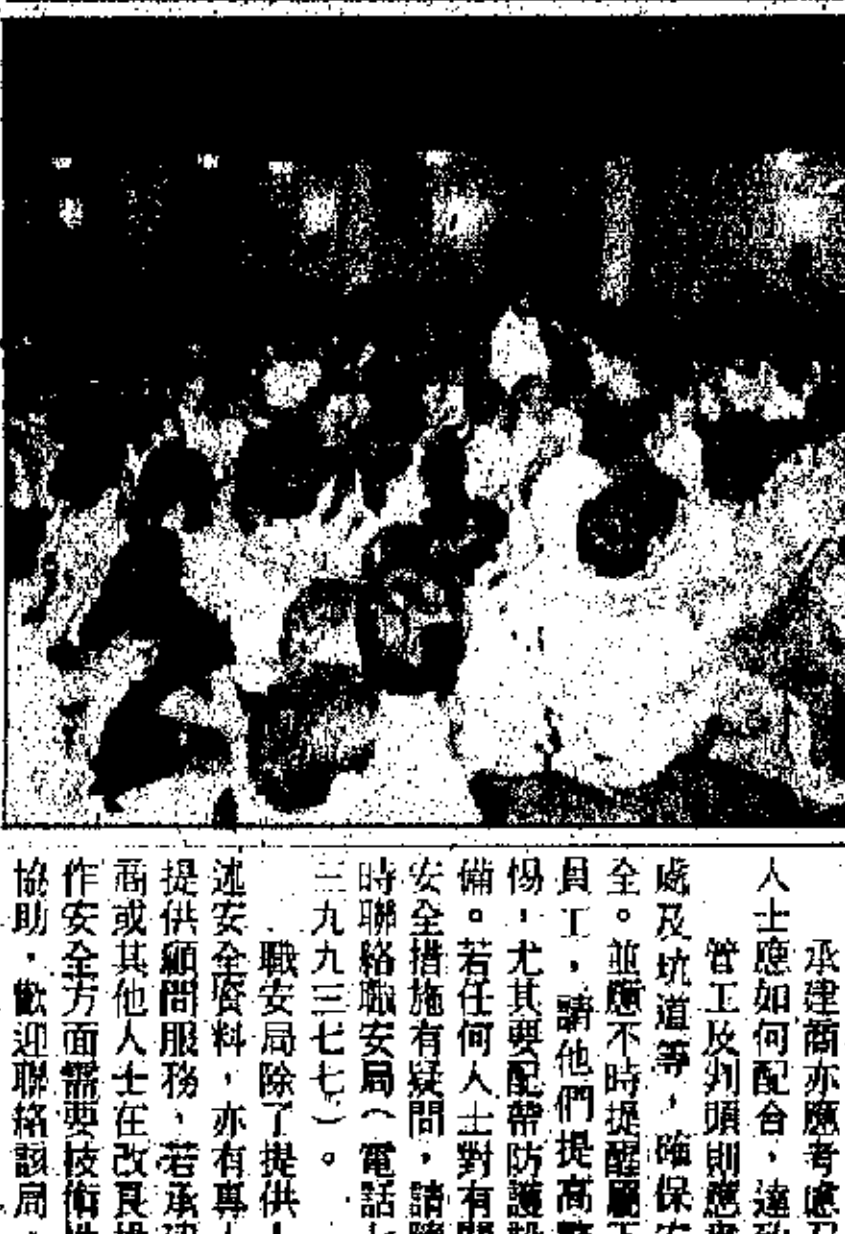 承建商亦應考慮
人士應如何配合，達
管工及判頭則應
處及坑道等，確保
全。並應不時提醒屬下
員工，請他們提高
惕，尤其要配帶防護
備。若任何人士對有關
安全措施有疑問，請
時聯絡職安局（電話
三九九三七七）。
職安局除了提供
述安全資料，亦有專
提供顧問服務，若承建
商或其他人士在改良
作安全方面需要技術
協助，歡迎聯絡該局。